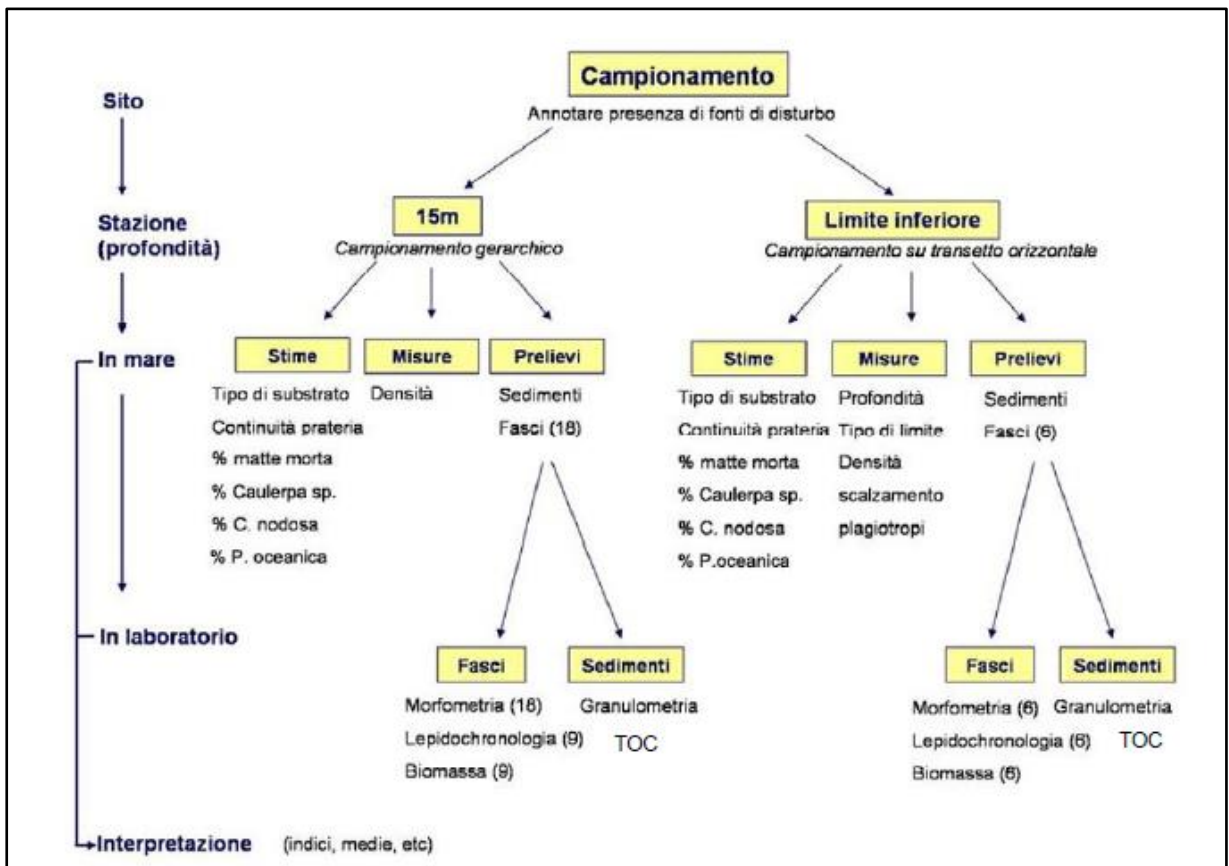 Campionamento
Annotare presenza di fonti di disturbo
Sito
Stazione
(profondità)
15m
Campionamento gerarchico
Limite inferiore
Campionamento su transetto orizzontale
In mare
Stime
Tipo di substrato
Continuità prateria
% matte morta
% Caulerpa sp.
% C. nodosa
% P. oceanica
Misure
Densità
Prelievi
Sedimenti
Fasci (18)
Stime
Tipo di substrato
Continuità prateria
% matte morta
% Caulerpa sp.
% C. nodosa
% P.oceanica
Misure
Profondità
Tipo di limite
Densità
scalzamento
plagiotropi
Prelievi
Sedimenti
Fasci (6)
In laboratorio
Fasci
Morfometria (18)
Lepidochronologia (9)
Biomassa (9)
Sedimenti
Granulometria
TOC
Fasci
Morfometria (6)
Lepidochronologia (6)
Biomassa (6)
Sedimenti
Granulometria
TOC
Interpretazione (indici, medie, etc)